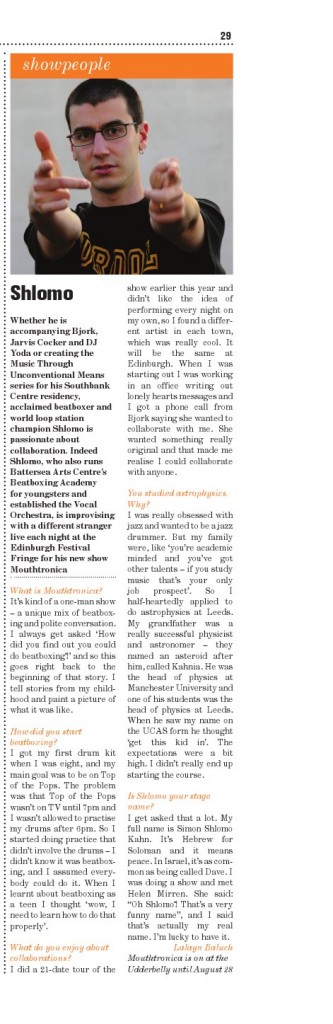 29
showpeople
Shlomo
Whether he is
accompanying Bjork,
Jarvis Cocker and DJ
Yoda or creating the
Music Through
Unconventional Means
series for his Southbank
Centre residency,
acclaimed beatboxer and
world loop station
champion Shlomo is
passionate about
collaboration. Indeed
Shlomo, who also runs
Battersea Arts Centre's
Beatboxing Academy
for youngsters and
established the Vocal
Orchestra, is improvising
with a different stranger
live each night at the
Edinburgh Festival
Fringe for his new show
Mouthtronica
What is Mouthtronica?
It's kind of a one-man show
– a unique mix of beatbox-
ing and polite conversation.
I always get asked 'How
did you find out you could
do beatboxing?' and so this
goes right back to the
beginning of that story. I
tell stories from my child-
hood and paint a picture of
what it was like.
How did you start
beatboxing?
I got my first drum kit
when I was eight, and my
main goal was to be on Top
of the Pops. The problem
was that Top of the Pops
wasn't on TV until 7pm and
I wasn't allowed to practise
my drums after 6pm. So I
started doing practice that
didn't involve the drums – I
didn't know it was beatbox-
ing, and I assumed every-
body could do it. When I
learnt about beatboxing as
a teen I thought 'wow, I
need to learn how to do that
properly'.
What do you enjoy about
collaborations?
I did a 21-date tour of the
show earlier this year and
didn't like the idea of
performing every night on
my own, so I found a differ-
ent artist in each town,
which was really cool. It
will be the same at
Edinburgh. When I was
starting out I was working
in an office writing out
lonely hearts messages and
I got a phone call from
Bjork saying she wanted to
collaborate with me. She
wanted something really
original and that made me
realise I could collaborate
with anyone.
You studied astrophysics.
Why?
I was really obsessed with
jazz and wanted to be a jazz
drummer. But my family
were, like 'you're academic
minded and you've got
other talents – if you study
music that's your only
job prospect'. So I
half-heartedly applied to
do astrophysics at Leeds.
My grandfather was a
really successful physicist
and astronomer – they
named an asteroid after
him, called Kahnia. He was
the head of physics at
Manchester University and
one of his students was the
head of physics at Leeds.
When he saw my name on
the UCAS form he thought
'get this kid in'. The
expectations were a bit
high. I didn't really end up
starting the course.
Is Shlomo your stage
name?
I get asked that a lot. My
full name is Simon Shlomo
Kahn. It's Hebrew for
Soloman and it means
peace. In Israel, it's as com-
mon as being called Dave. I
was doing a show and met
Helen Mirren. She said:
"Oh Shlomo! That's a very
funny name", and I said
that's actually my real
name. I'm lucky to have it.
Lalayn Baluch
Mouthtronica is on at the
Udderbelly until August 28